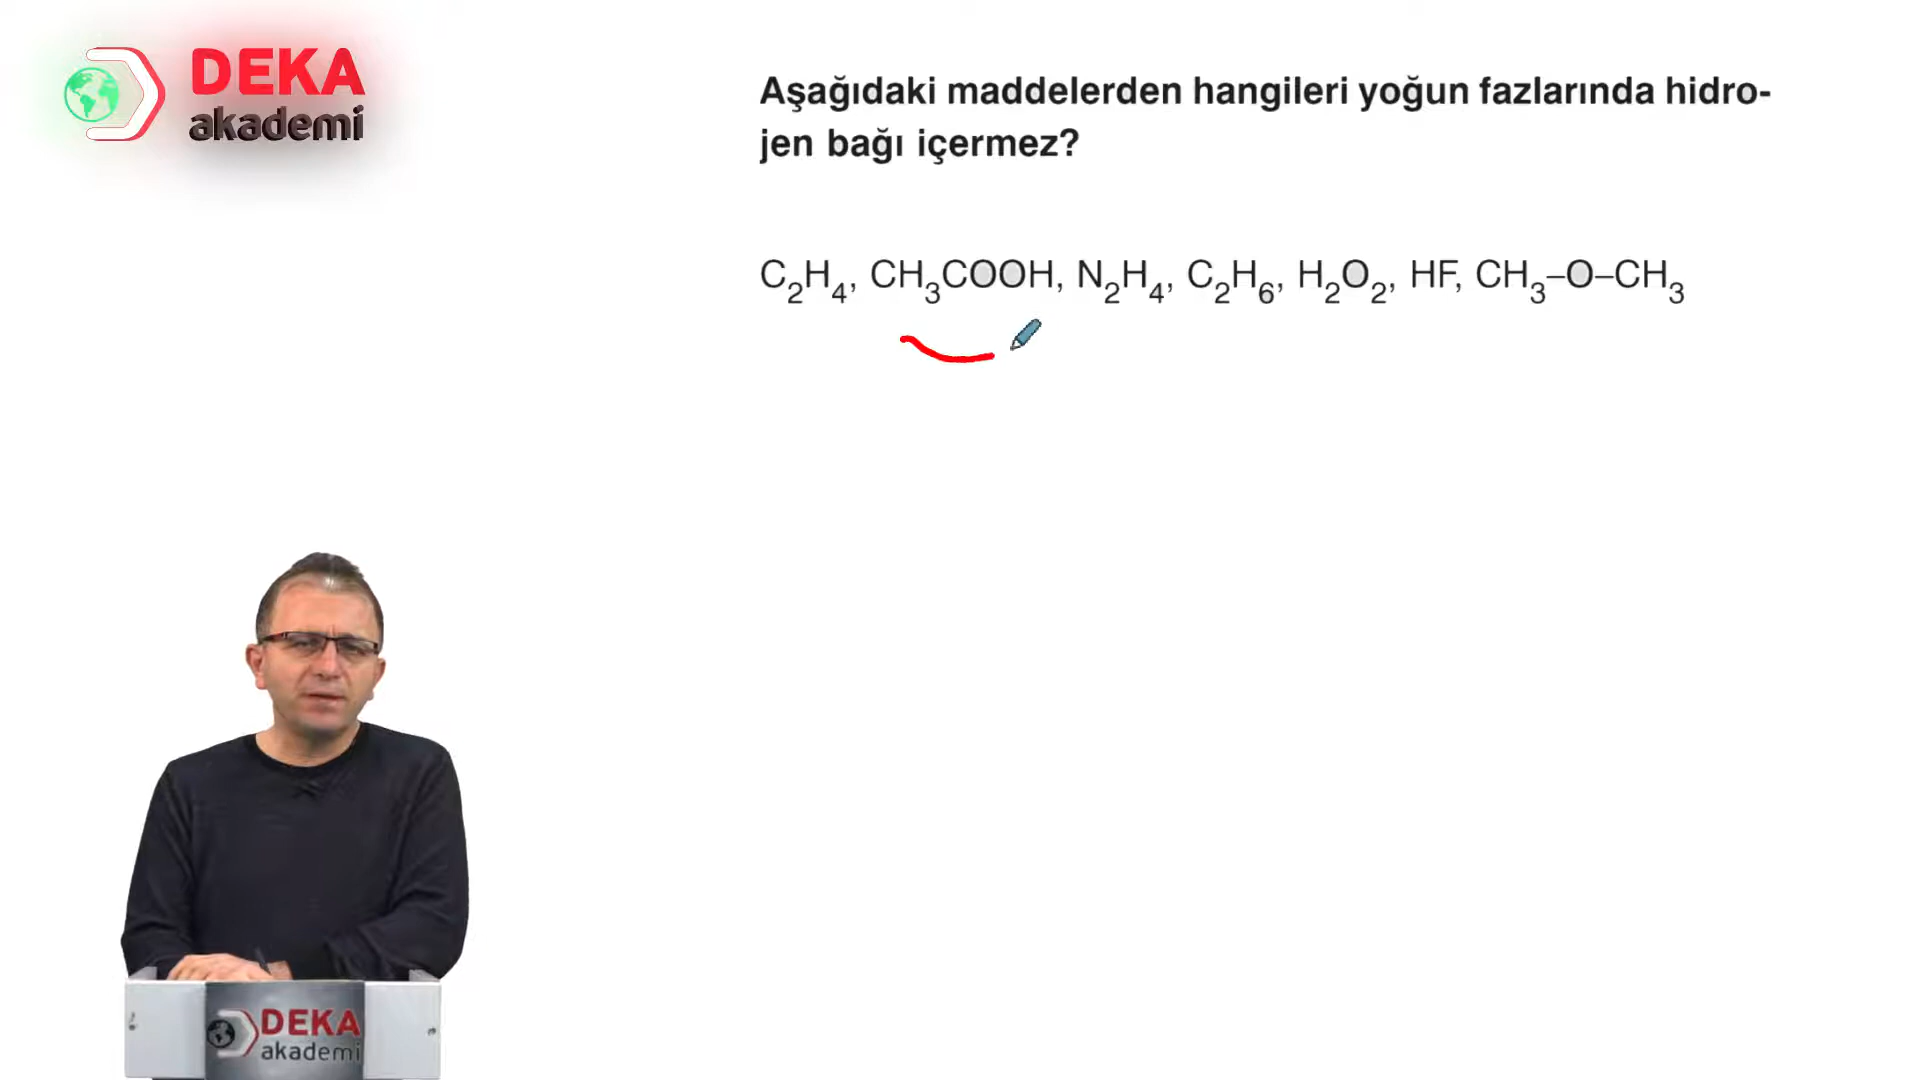 DEKA
akademi
Aşağıdaki maddelerden hangileri yoğun fazlarında hidro-
jen bağı içermez?
C₂H₄, CH₃COOH, N₂H₄, C₂H₆, H₂O₂, HF, CH₃–O–CH₃
DEKA
akademi